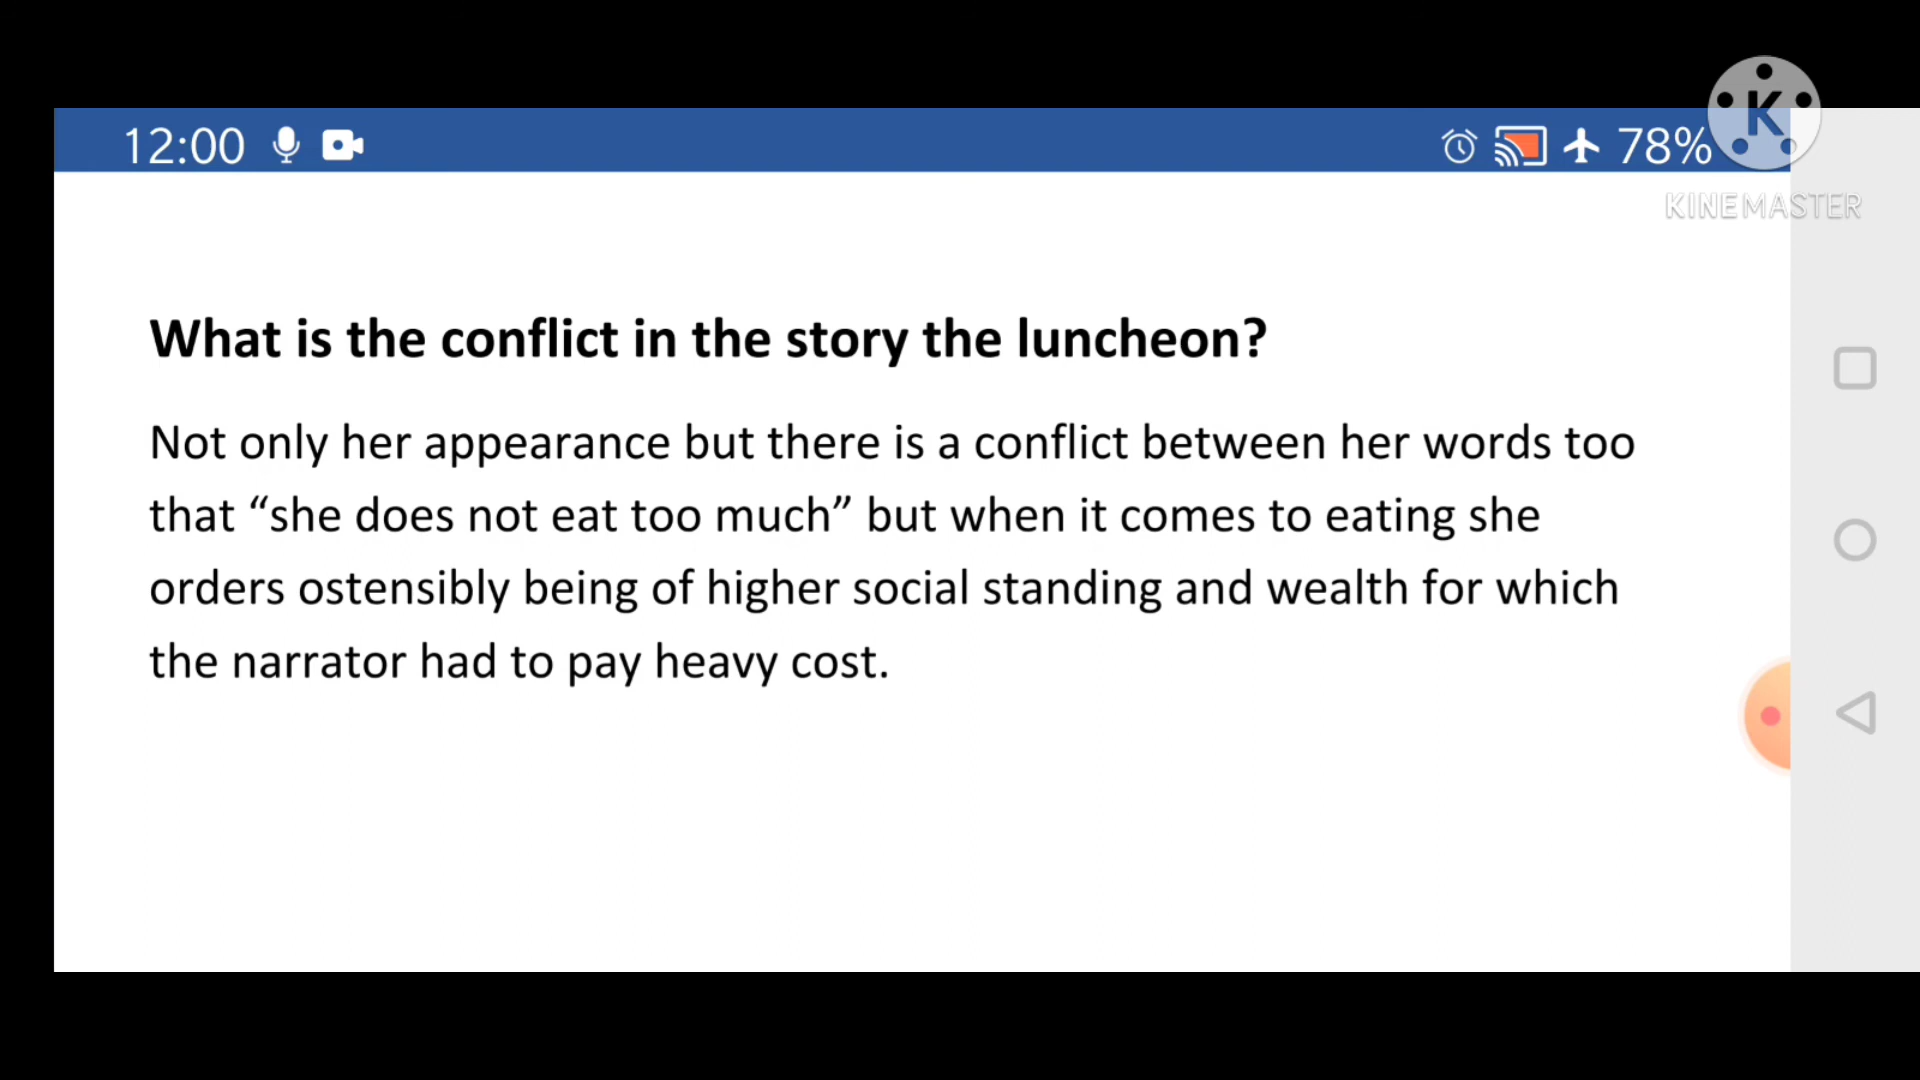 12:00 78%
K
KINEMASTER
What is the conflict in the story the luncheon?
Not only her appearance but there is a conflict between her words too
that “she does not eat too much” but when it comes to eating she
orders ostensibly being of higher social standing and wealth for which
the narrator had to pay heavy cost.